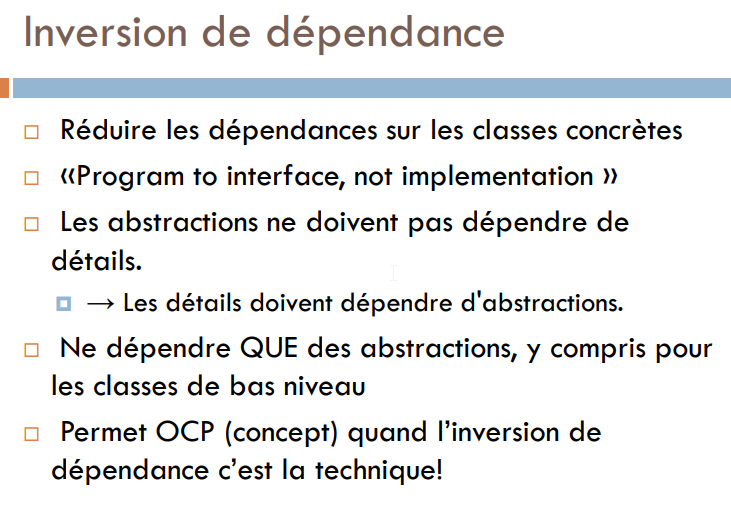 Inversion de dépendance
Réduire les dépendances sur les classes concrètes
«Program to interface, not implementation »
Les abstractions ne doivent pas dépendre de
détails.
→ Les détails doivent dépendre d'abstractions.
Ne dépendre QUE des abstractions, y compris pour
les classes de bas niveau
Permet OCP (concept) quand l’inversion de
dépendance c’est la technique!